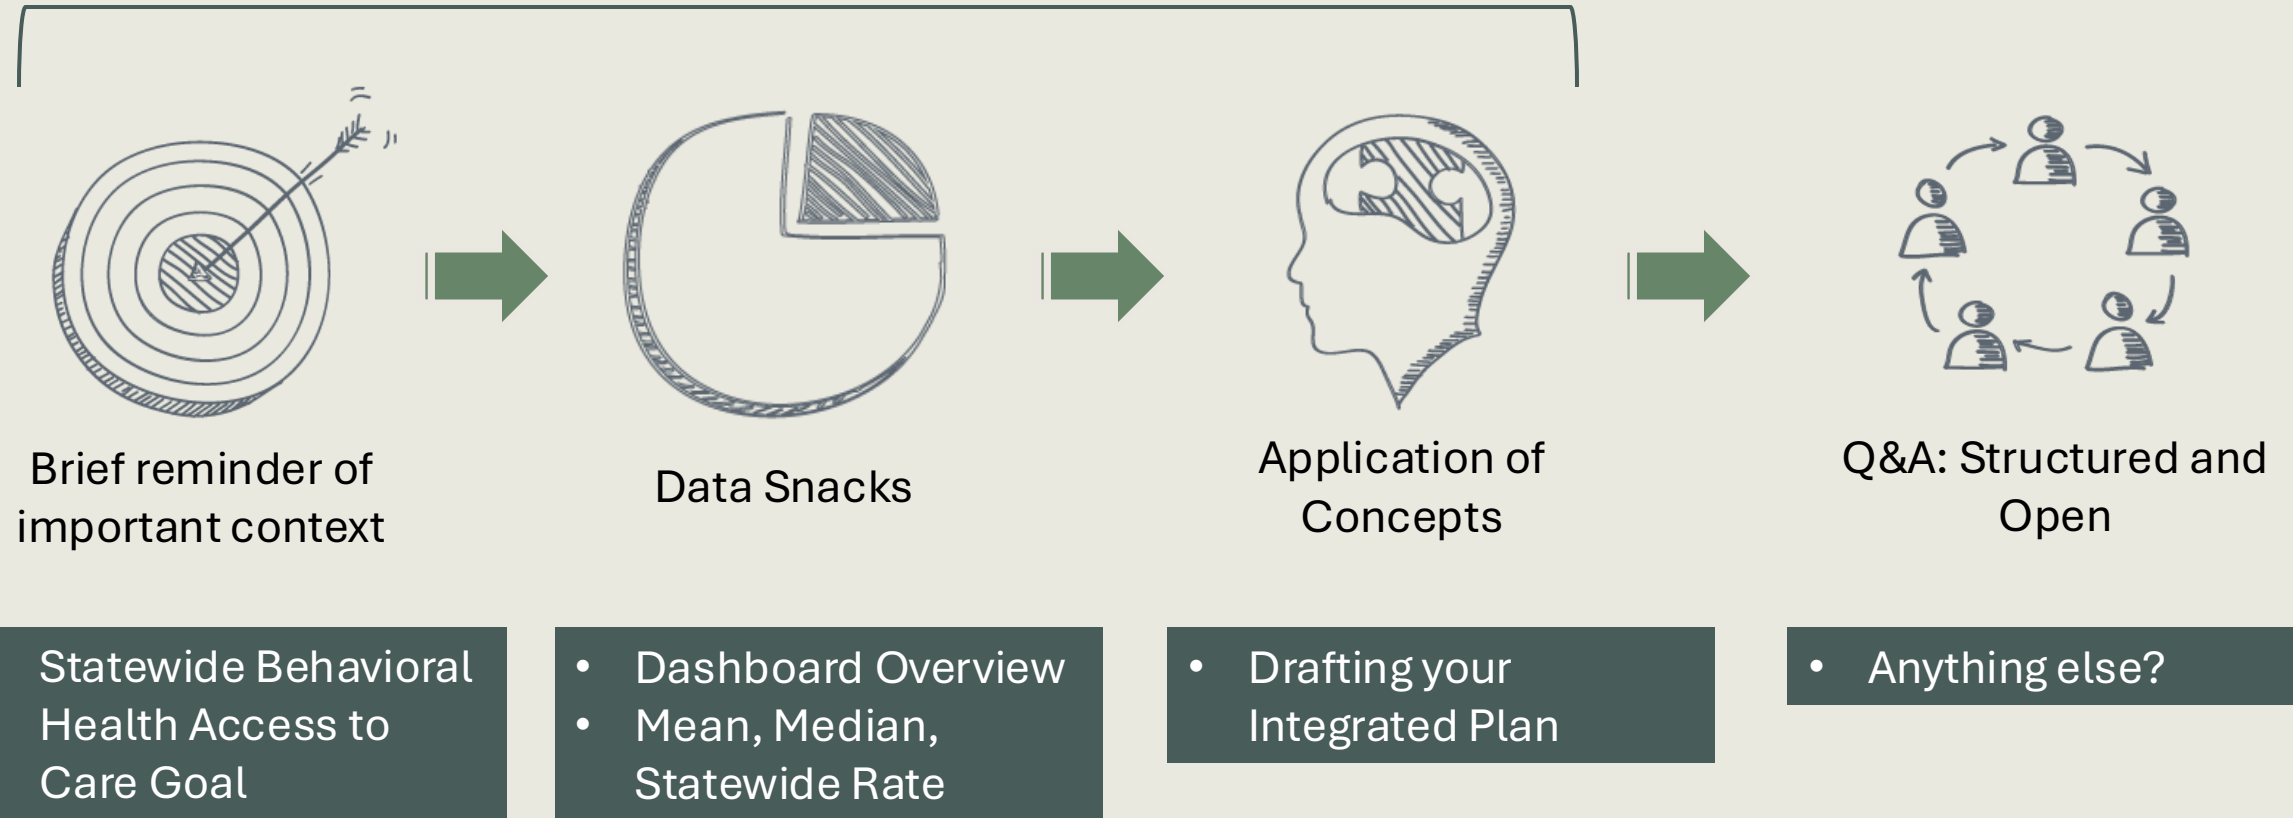 Brief reminder of
important context
Data Snacks
Application of
Concepts
Q&A: Structured and
Open
Statewide Behavioral
Health Access to
Care Goal
• Dashboard Overview
• Mean, Median,
Statewide Rate
• Drafting your
Integrated Plan
• Anything else?